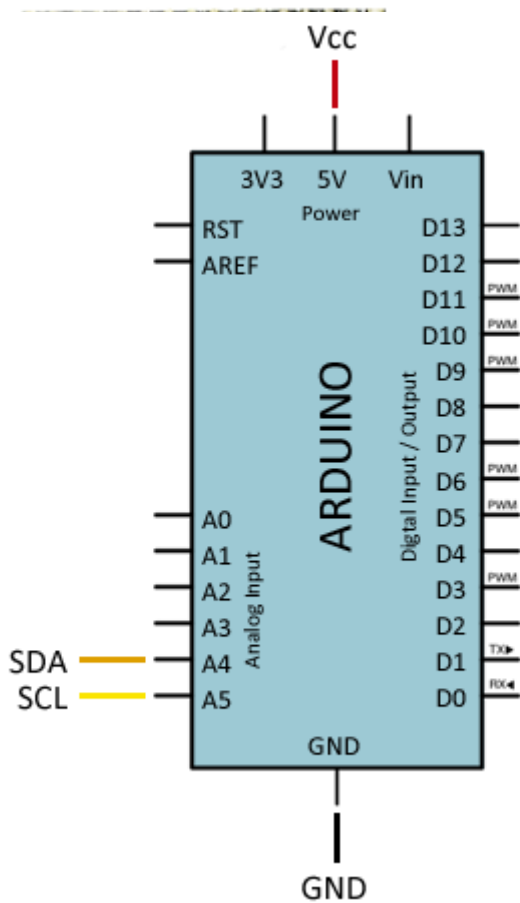 Vcc
3V3 5V Vin
Power
RST D13
AREF D12
D11 PWM
D10 PWM
D9 PWM
D8
D7
D6 PWM
A0 D5 PWM
A1 D4
A2 D3 PWM
A3 D2
SDA A4 D1 TX▶
SCL A5 D0 RX◀
Analog Input
ARDUINO
Digtal Input / Output
GND
GND